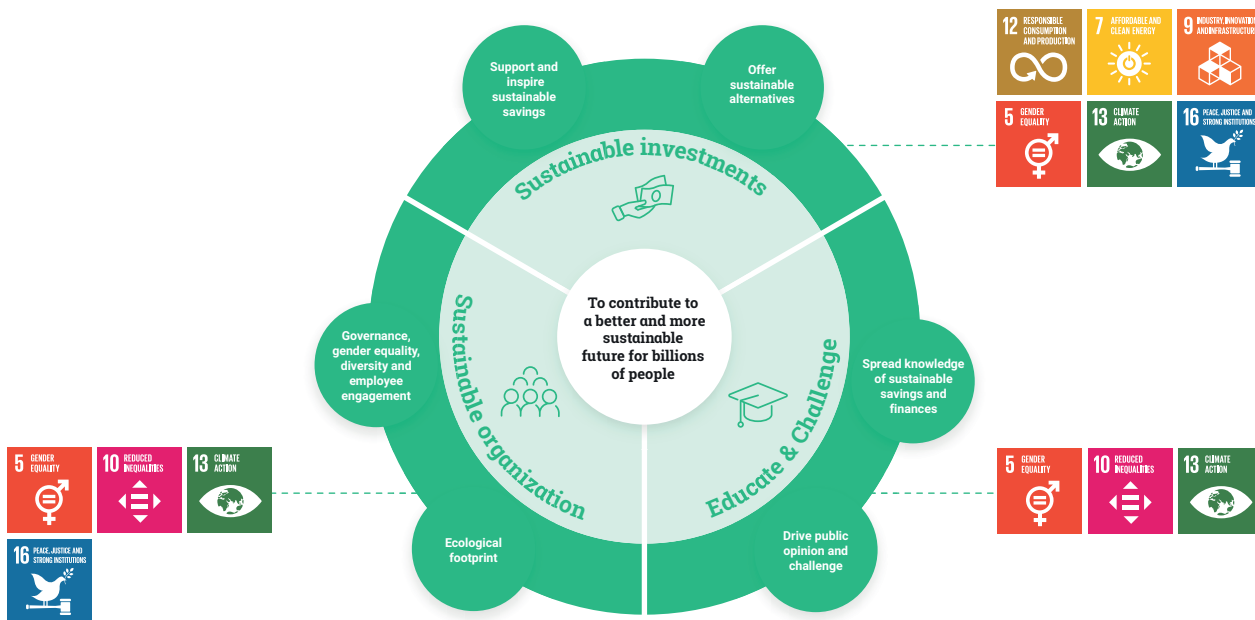 Support and
inspire
sustainable
savings
Offer
sustainable
alternatives
12 RESPONSIBLE
CONSUMPTION
AND PRODUCTION
7 AFFORDABLE AND
CLEAN ENERGY
9 INDUSTRY, INNOVATION
AND INFRASTRUCTURE
5 GENDER
EQUALITY
13 CLIMATE
ACTION
16 PEACE, JUSTICE AND
STRONG INSTITUTIONS
Sustainable investments
To contribute to
a better and more
sustainable
future for billions
of people
Sustainable organization
Educate & Challenge
Governance,
gender equality,
diversity and
employee
engagement
Spread knowledge
of sustainable
savings and
finances
Ecological
footprint
Drive public
opinion and
challenge
5 GENDER
EQUALITY
10 REDUCED
INEQUALITIES
13 CLIMATE
ACTION
16 PEACE, JUSTICE AND
STRONG INSTITUTIONS
5 GENDER
EQUALITY
10 REDUCED
INEQUALITIES
13 CLIMATE
ACTION